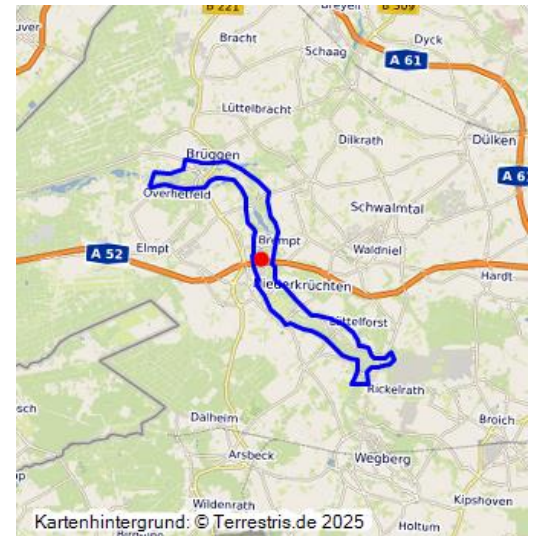 B 221
Breyell
B 509
Bracht
Schaag
Dyck
A 61
Lüttelbracht
Dilkrath
Dülken
Brüggen
A 6
Overhetfeld
Schwalmtal
Brempt
Waldniel
Elmpt
A 52
Hardt
Niederkrüchten
Lüttelforst
Rickelrath
Dalheim
Broich
Arsbeck
Wegberg
Kipshoven
Wildenrath
Holtum
Kartenhintergrund: © Terrestris.de 2025